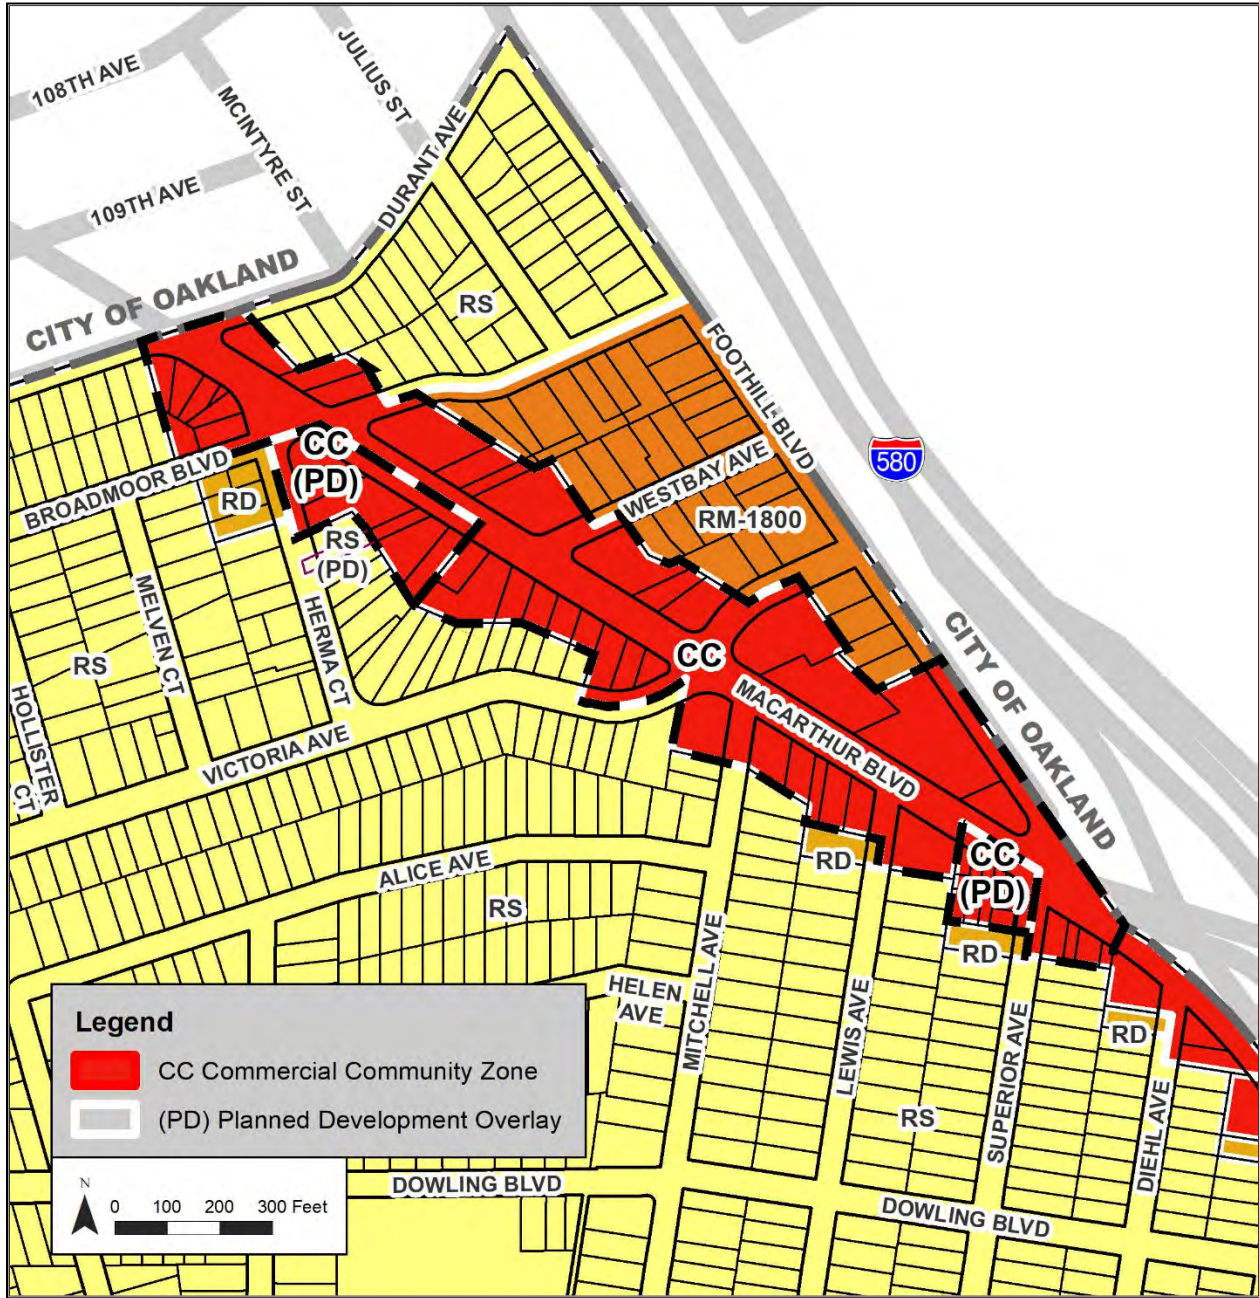 108TH AVE
JULIUS ST
MCINTYRE ST
DURANT AVE
109TH AVE
CITY OF OAKLAND
RS
FOOTHILL BLVD
580
CC
(PD)
BROADMOOR BLVD
WESTBAY AVE
RD
RM-1800
RS
(PD)
MELVEN CT
HERMA CT
RS
CC
CITY OF OAKLAND
HOLLISTER
CT
VICTORIA AVE
MACARTHUR BLVD
RD
CC
(PD)
ALICE AVE
RS
RD
HELEN
AVE
MITCHELL AVE
LEWIS AVE
SUPERIOR AVE
RD
RS
DIEHL AVE
Legend
CC Commercial Community Zone
(PD) Planned Development Overlay
N
0 100 200 300 Feet
DOWLING BLVD
DOWLING BLVD